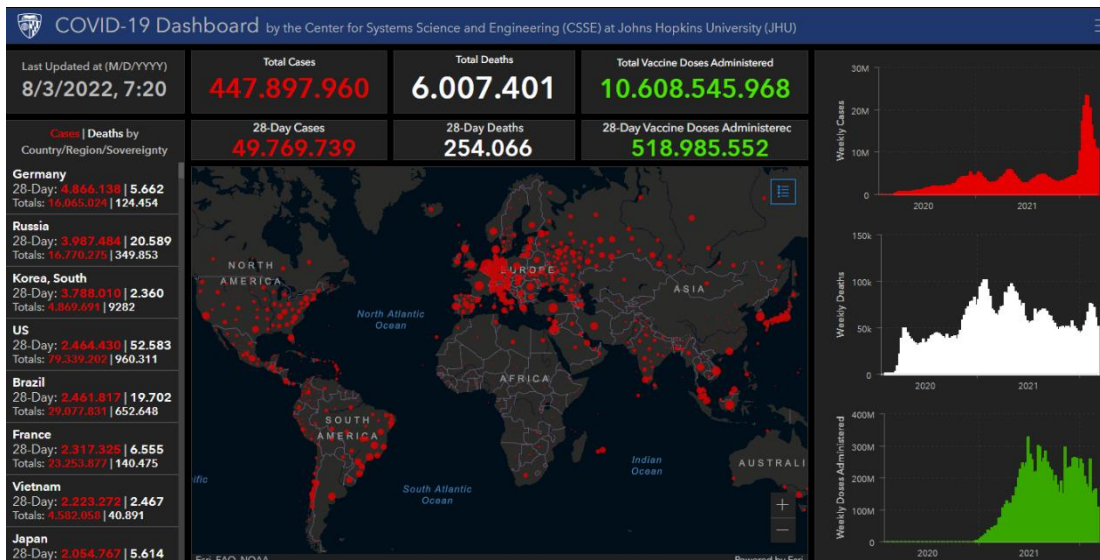 COVID-19 Dashboard by the Center for Systems Science and Engineering (CSSE) at Johns Hopkins University (JHU)
Last Updated at (M/D/YYYY)
8/3/2022, 7:20
Cases | Deaths by
Country/Region/Sovereignty
Germany
28-Day: 4.866.138 | 5.662
Totals: 16.065.024 | 124.454
Russia
28-Day: 3.987.484 | 20.589
Totals: 16.770.275 | 349.853
Korea, South
28-Day: 3.788.010 | 2.360
Totals: 4.869.691 | 9282
US
28-Day: 2.464.430 | 52.583
Totals: 79.339.202 | 960.311
Brazil
28-Day: 2.461.817 | 19.702
Totals: 29.077.831 | 652.648
France
28-Day: 2.317.325 | 6.555
Totals: 23.253.877 | 140.475
Vietnam
28-Day: 2.223.272 | 2.467
Totals: 4.582.058 | 40.891
Japan
28-Day: 2.054.767 | 5.614
Total Cases
447.897.960
Total Deaths
6.007.401
Total Vaccine Doses Administered
10.608.545.968
28-Day Cases
49.769.739
28-Day Deaths
254.066
28-Day Vaccine Doses Administerec
518.985.552
NORTH
AMERICA
EUROPE
ASIA
North Atlantic
Ocean
AFRICA
SOUTH
AMERICA
Indian
Ocean
AUSTRALI
South Atlantic
Ocean
ific
+
−
Esri, FAO, NOAA
Powered by Esri
Weekly Cases
30M
20M
10M
0
2020
2021
Weekly Deaths
150k
100k
50k
0
2020
2021
Weekly Doses Administered
400M
300M
200M
100M
0
2020
2021